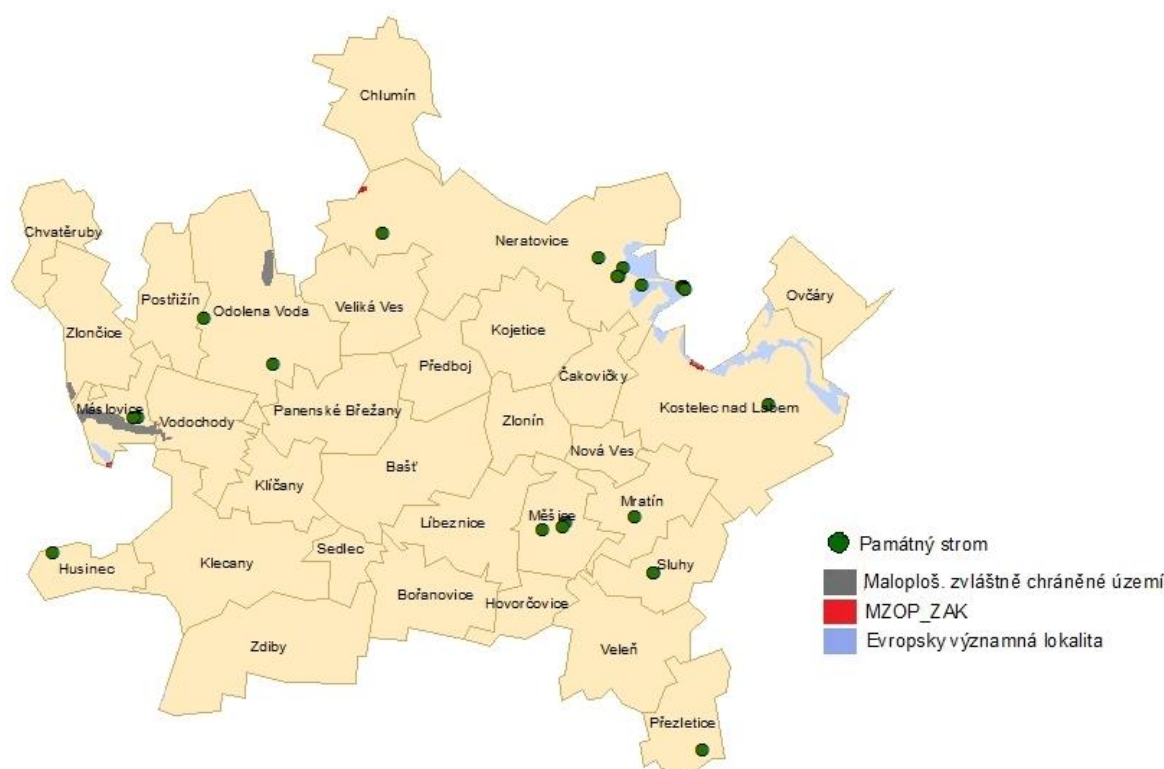 Chlumín
Chvatěruby
Neratovice
Postřižín
Odolena Voda
Veliká Ves
Ovčáry
Zlončice
Kojetice
Předboj
Čakovičky
Máslovice
Vodochody
Panenské Břežany
Zlonín
Kostelec nad Labem
Nová Ves
Bašť
Klíčany
Mratín
Měšice
Líbeznice
Sedlec
Klecany
Husinec
Sluhy
Bořanovice
Hovorčovice
Zdiby
Veleň
Přezletice
Památný strom
Maloploš. zvláštně chráněné území
MZOP_ZAK
Evropsky významná lokalita